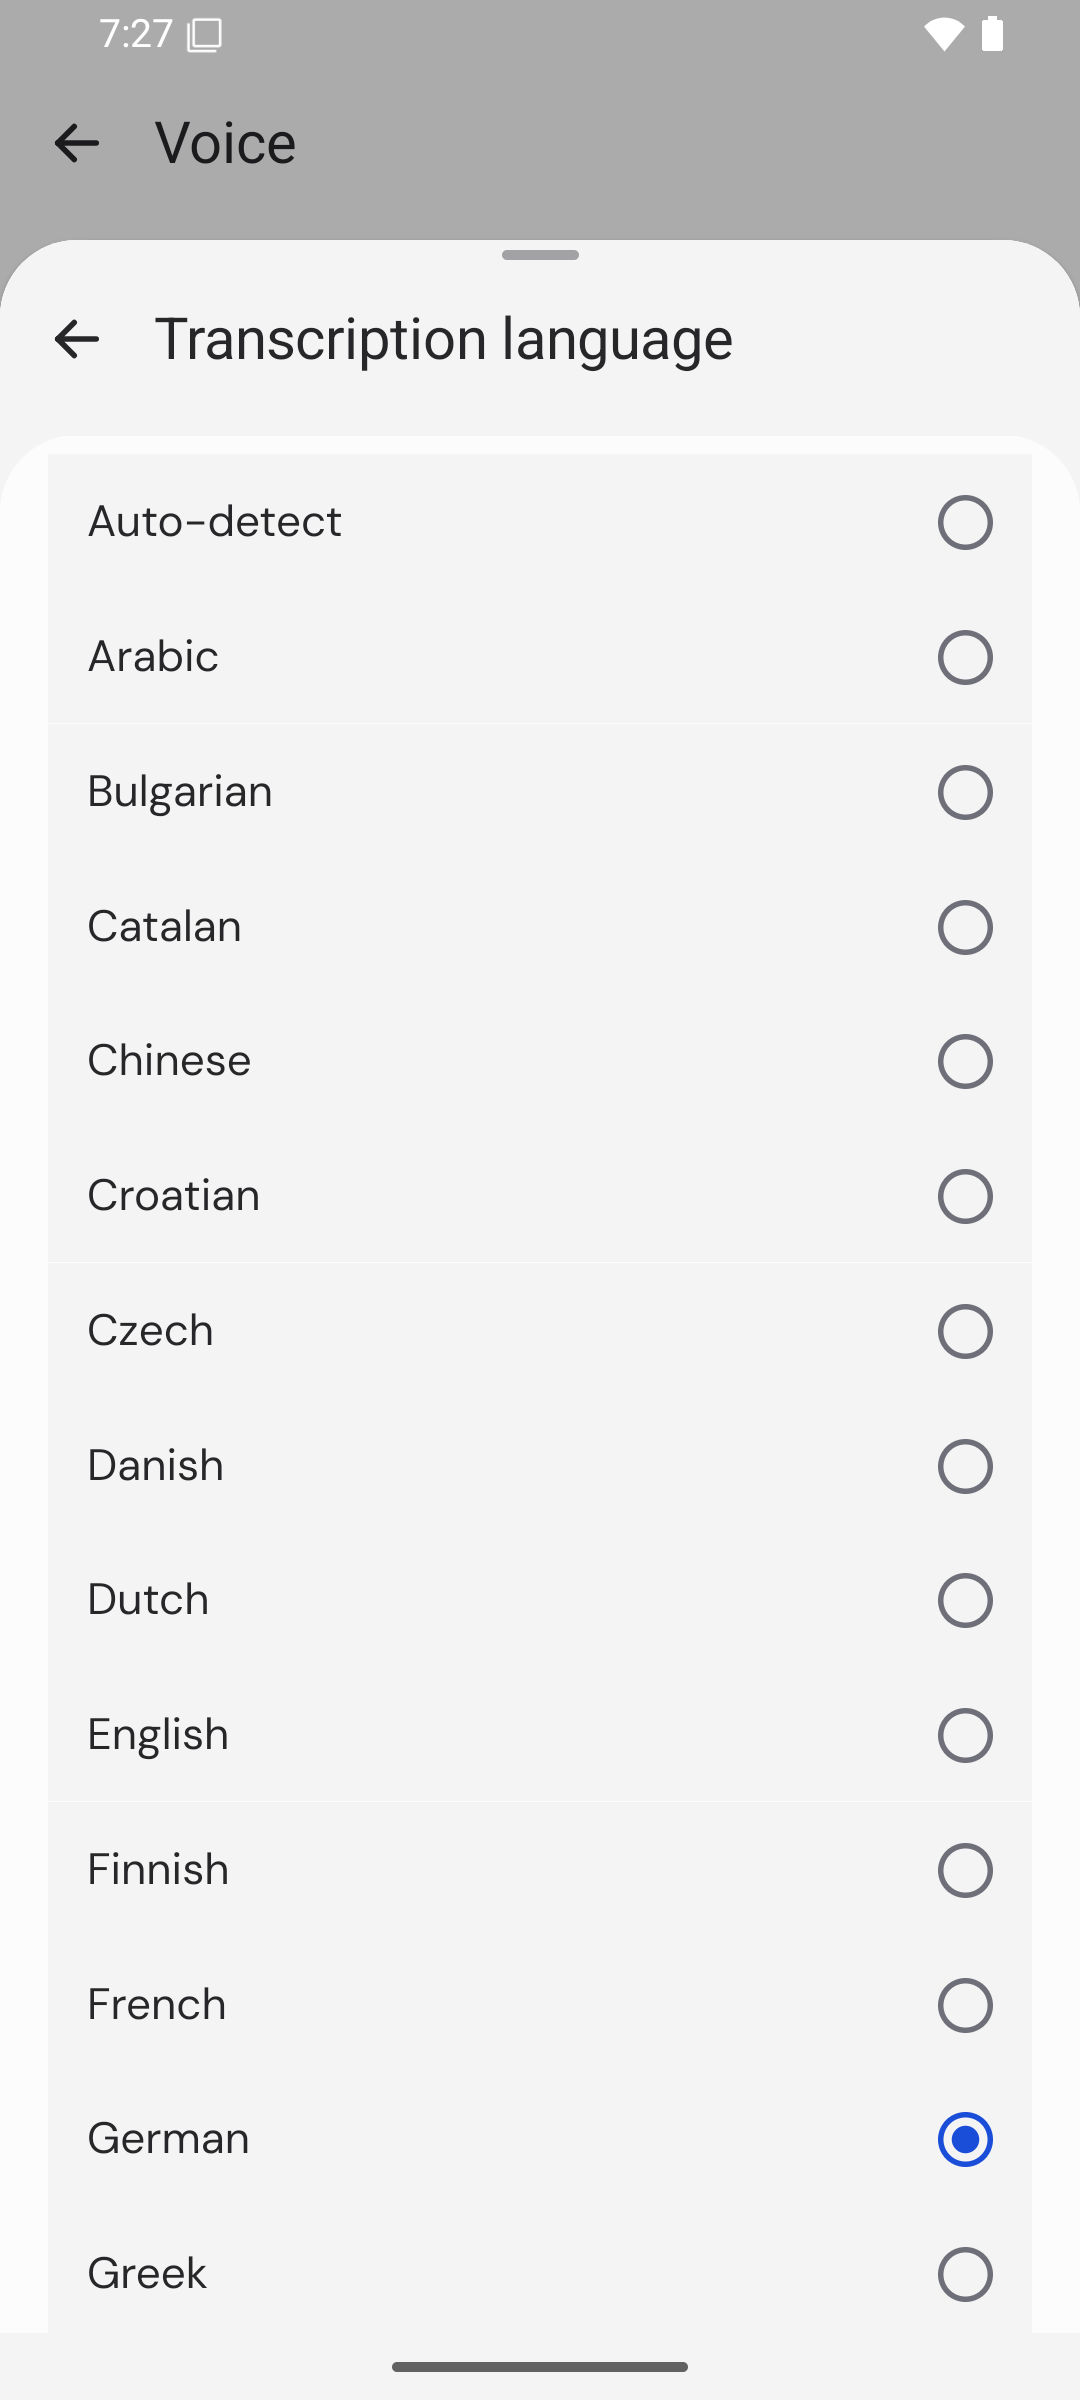 7:27
Voice
Transcription language
Auto-detect
Arabic
Bulgarian
Catalan
Chinese
Croatian
Czech
Danish
Dutch
English
Finnish
French
German
Greek